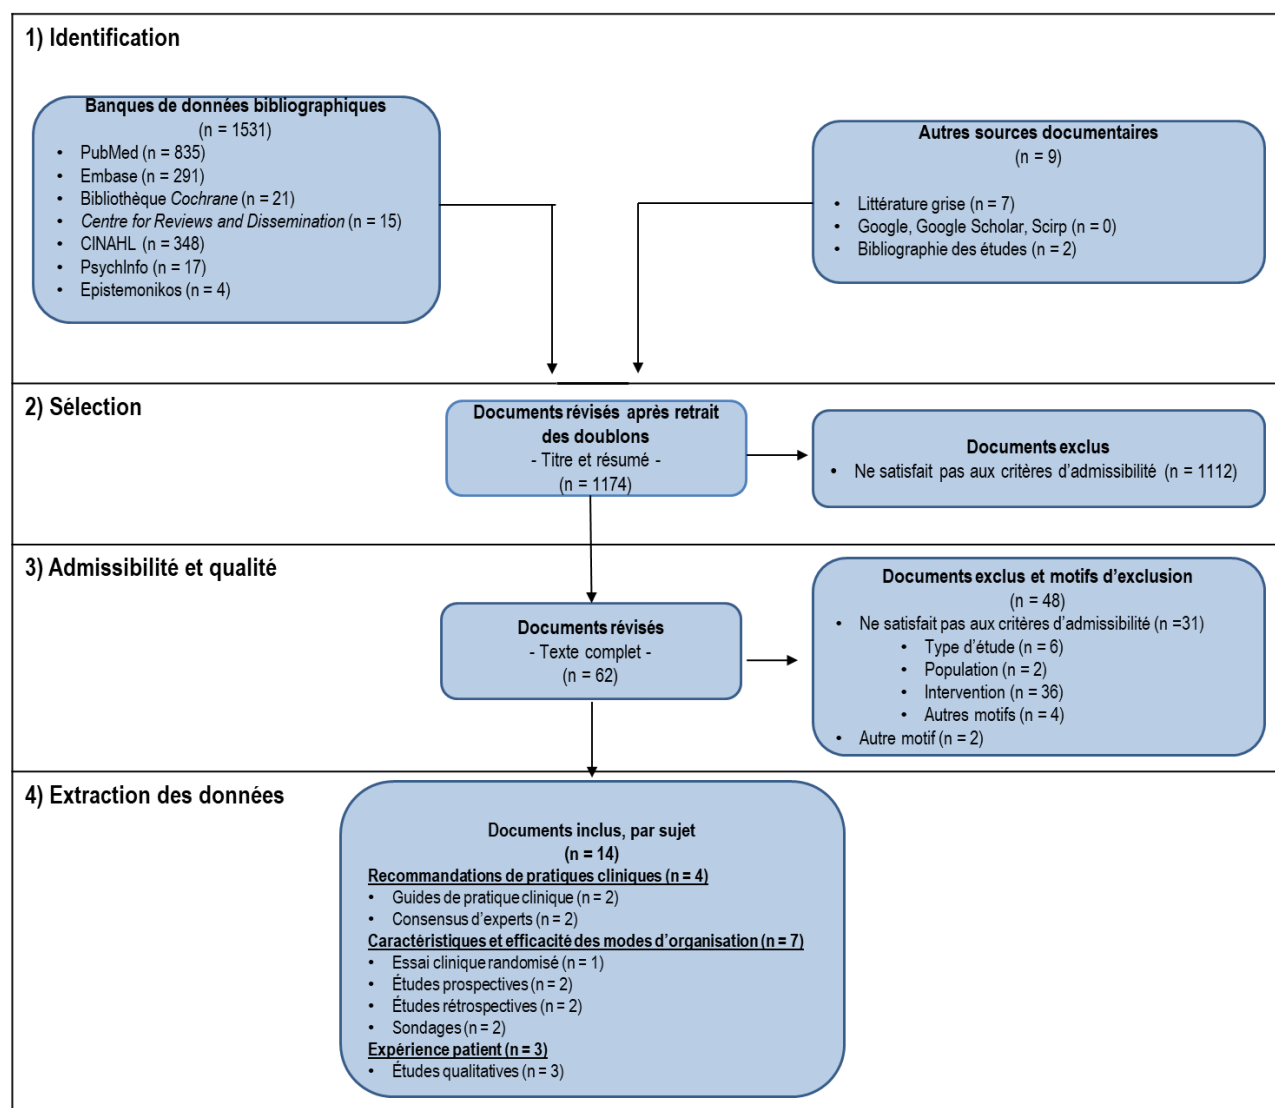 1) Identification
Banques de données bibliographiques
(n = 1531)
• PubMed (n = 835)
• Embase (n = 291)
• Bibliothèque Cochrane (n = 21)
• Centre for Reviews and Dissemination (n = 15)
• CINAHL (n = 348)
• PsychInfo (n = 17)
• Epistemonikos (n = 4)
Autres sources documentaires
(n = 9)
• Littérature grise (n = 7)
• Google, Google Scholar, Scirp (n = 0)
• Bibliographie des études (n = 2)
2) Sélection
Documents révisés après retrait
des doublons
- Titre et résumé -
(n = 1174)
Documents exclus
• Ne satisfait pas aux critères d’admissibilité (n = 1112)
3) Admissibilité et qualité
Documents révisés
- Texte complet -
(n = 62)
Documents exclus et motifs d’exclusion
(n = 48)
• Ne satisfait pas aux critères d’admissibilité (n =31)
• Type d’étude (n = 6)
• Population (n = 2)
• Intervention (n = 36)
• Autres motifs (n = 4)
• Autre motif (n = 2)
4) Extraction des données
Documents inclus, par sujet
(n = 14)
Recommandations de pratiques cliniques (n = 4)
• Guides de pratique clinique (n = 2)
• Consensus d’experts (n = 2)
Caractéristiques et efficacité des modes d’organisation (n = 7)
• Essai clinique randomisé (n = 1)
• Études prospectives (n = 2)
• Études rétrospectives (n = 2)
• Sondages (n = 2)
Expérience patient (n = 3)
• Études qualitatives (n = 3)